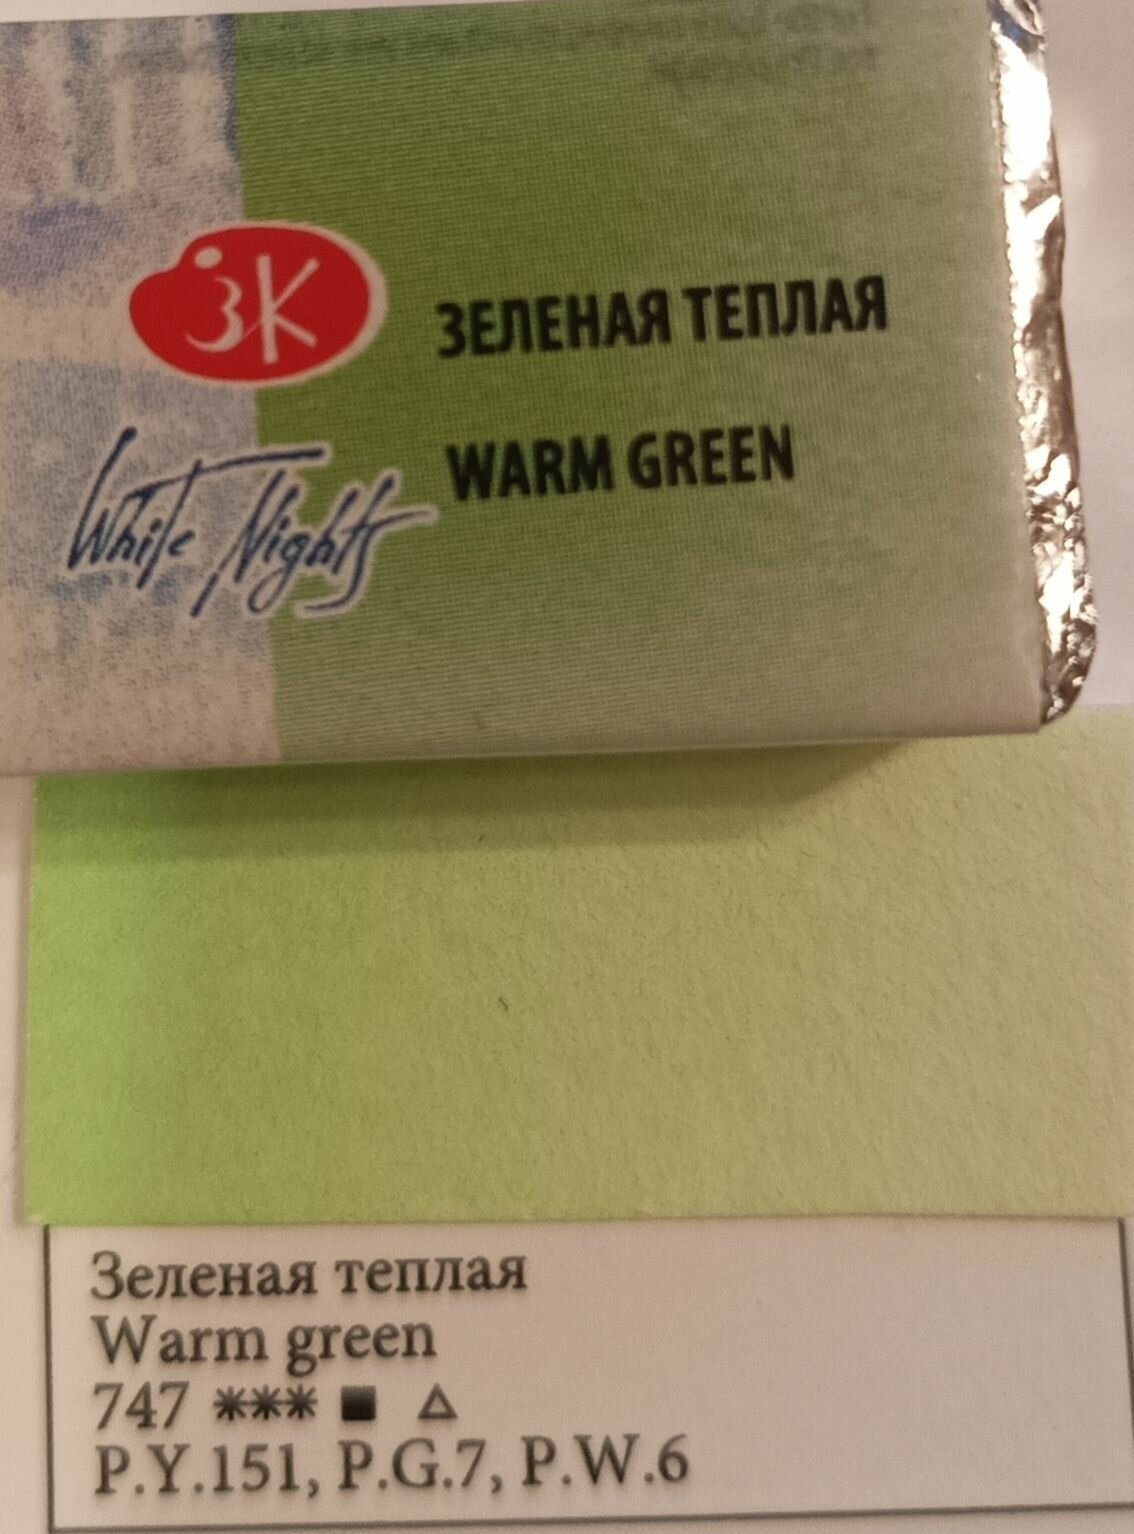 ЗК
ЗЕЛЕНАЯ ТЕПЛАЯ
WARM GREEN
White Nights
Зеленая теплая
Warm green
747 ✳✳✳ ■ △
P.Y.151, P.G.7, P.W.6